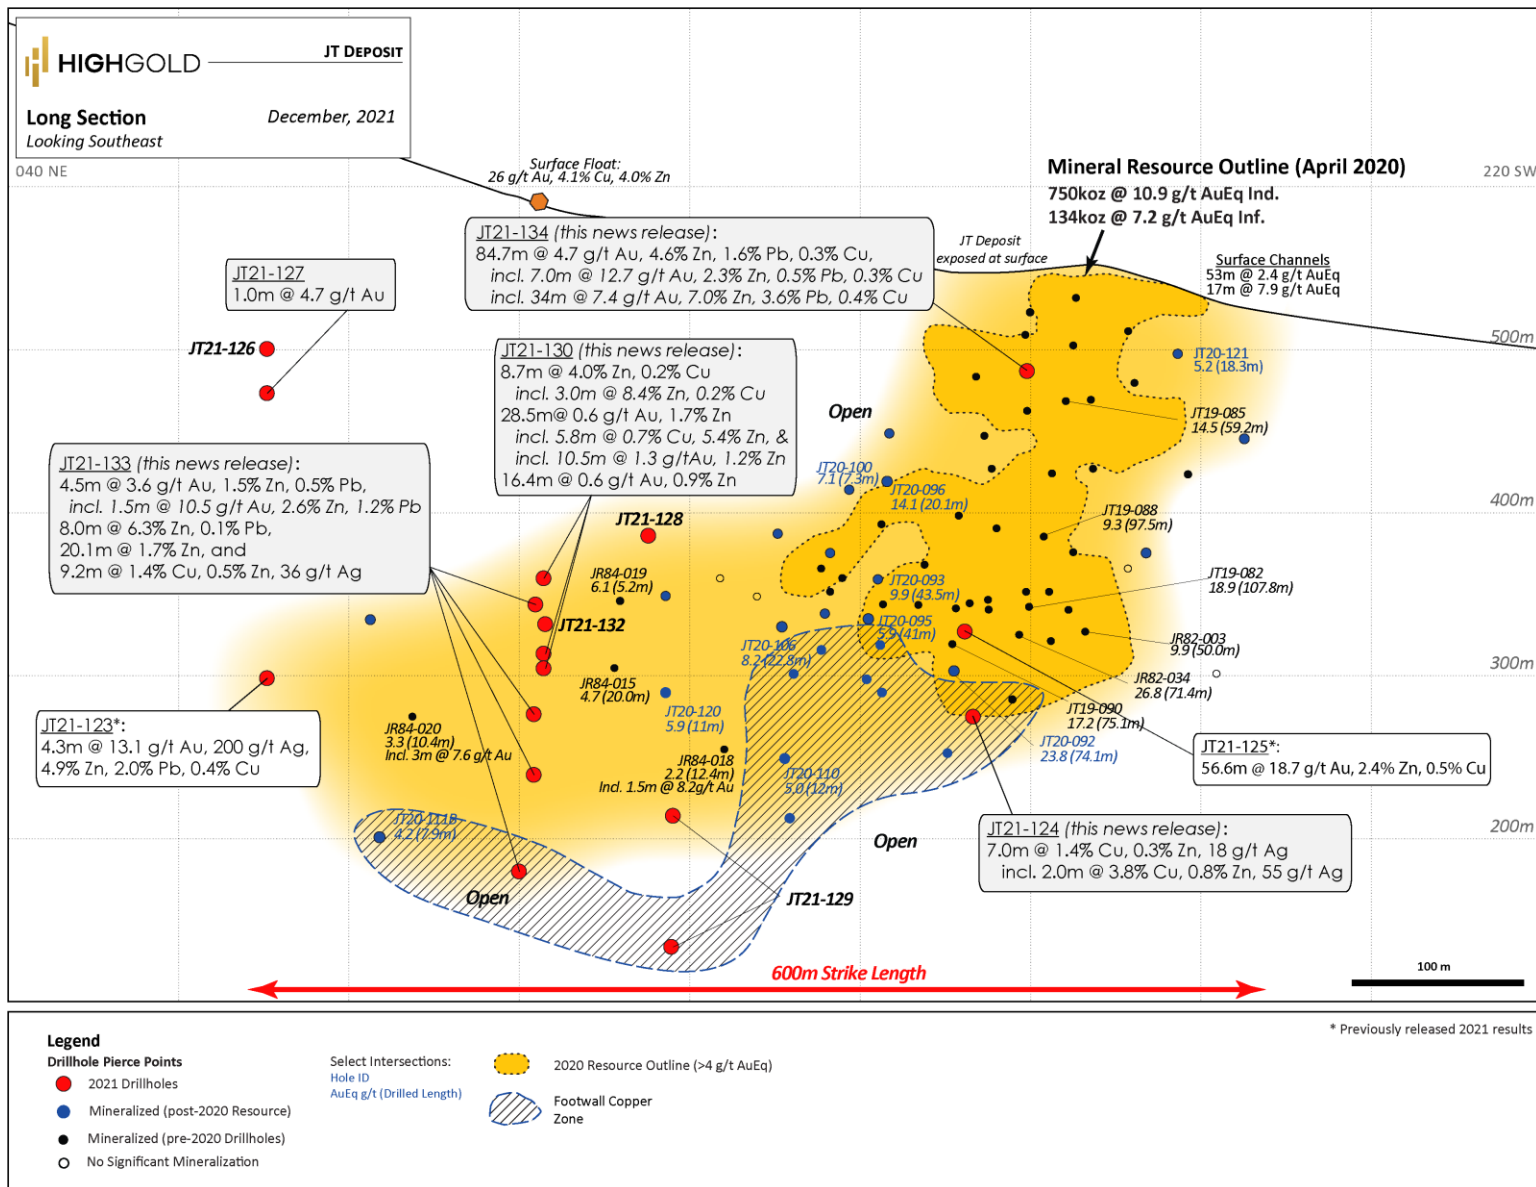 HIGHGOLD
JT DEPOSIT
Long Section
December, 2021
Looking Southeast
040 NE
220 SW
Surface Float:
26 g/t Au, 4.1% Cu, 4.0% Zn
Mineral Resource Outline (April 2020)
750koz @ 10.9 g/t AuEq Ind.
134koz @ 7.2 g/t AuEq Inf.
JT21-134 (this news release):
84.7m @ 4.7 g/t Au, 4.6% Zn, 1.6% Pb, 0.3% Cu,
incl. 7.0m @ 12.7 g/t Au, 2.3% Zn, 0.5% Pb, 0.3% Cu
incl. 34m @ 7.4 g/t Au, 7.0% Zn, 3.6% Pb, 0.4% Cu
JT Deposit
exposed at surface
Surface Channels
53m @ 2.4 g/t AuEq
17m @ 7.9 g/t AuEq
JT21-127
1.0m @ 4.7 g/t Au
JT21-126
500m
JT21-130 (this news release):
8.7m @ 4.0% Zn, 0.2% Cu
incl. 3.0m @ 8.4% Zn, 0.2% Cu
28.5m@ 0.6 g/t Au, 1.7% Zn
incl. 5.8m @ 0.7% Cu, 5.4% Zn, &
incl. 10.5m @ 1.3 g/tAu, 1.2% Zn
16.4m @ 0.6 g/t Au, 0.9% Zn
JT20-121
5.2 (18.3m)
Open
JT19-085
14.5 (59.2m)
JT21-133 (this news release):
4.5m @ 3.6 g/t Au, 1.5% Zn, 0.5% Pb,
incl. 1.5m @ 10.5 g/t Au, 2.6% Zn, 1.2% Pb
8.0m @ 6.3% Zn, 0.1% Pb,
20.1m @ 1.7% Zn, and
9.2m @ 1.4% Cu, 0.5% Zn, 36 g/t Ag
JT20-100
7.1 (7.3m)
JT20-096
14.1 (20.1m)
400m
JT21-128
JT19-088
9.3 (97.5m)
JR84-019
6.1 (5.2m)
JT20-093
9.9 (43.5m)
JT19-082
18.9 (107.8m)
JT21-132
JT20-095
5.9 (41m)
JT20-106
8.2 (22.8m)
JR82-003
9.9 (50.0m)
300m
JR84-015
4.7 (20.0m)
JR82-034
26.8 (71.4m)
JT20-120
5.9 (11m)
JT19-090
17.2 (75.1m)
JT21-123*:
4.3m @ 13.1 g/t Au, 200 g/t Ag,
4.9% Zn, 2.0% Pb, 0.4% Cu
JR84-020
3.3 (10.4m)
Incl. 3m @ 7.6 g/t Au
JT20-092
23.8 (74.1m)
JT21-125*:
56.6m @ 18.7 g/t Au, 2.4% Zn, 0.5% Cu
JR84-018
2.2 (12.4m)
Incl. 1.5m @ 8.2g/t Au
JT20-110
5.0 (12m)
JT20-111B
4.2 (7.9m)
200m
Open
JT21-124 (this news release):
7.0m @ 1.4% Cu, 0.3% Zn, 18 g/t Ag
incl. 2.0m @ 3.8% Cu, 0.8% Zn, 55 g/t Ag
Open
JT21-129
600m Strike Length
100 m
* Previously released 2021 results
Legend
Drillhole Pierce Points
2021 Drillholes
Mineralized (post-2020 Resource)
Mineralized (pre-2020 Drillholes)
No Significant Mineralization
Select Intersections:
Hole ID
AuEq g/t (Drilled Length)
2020 Resource Outline (>4 g/t AuEq)
Footwall Copper
Zone